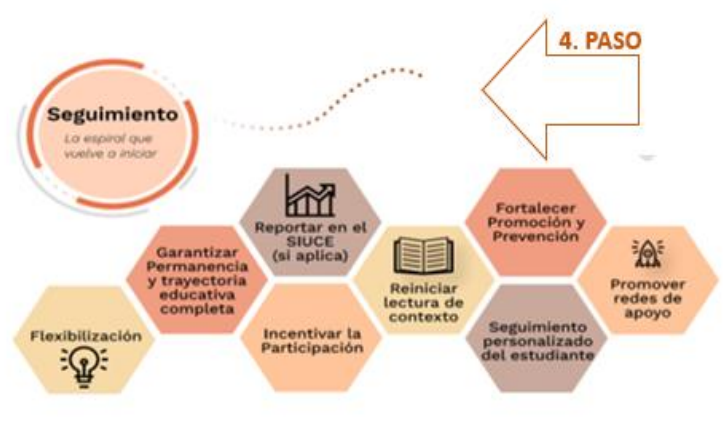 4. PASO
Seguimiento
La espiral que
vuelve a iniciar
Flexibilización
Garantizar
Permanencia
y trayectoria
educativa
completa
Reportar en el
SIUCE
(si aplica)
Incentivar la
Participación
Reiniciar
lectura de
contexto
Fortalecer
Promoción y
Prevención
Seguimiento
personalizado
del estudiante
Promover
redes de
apoyo